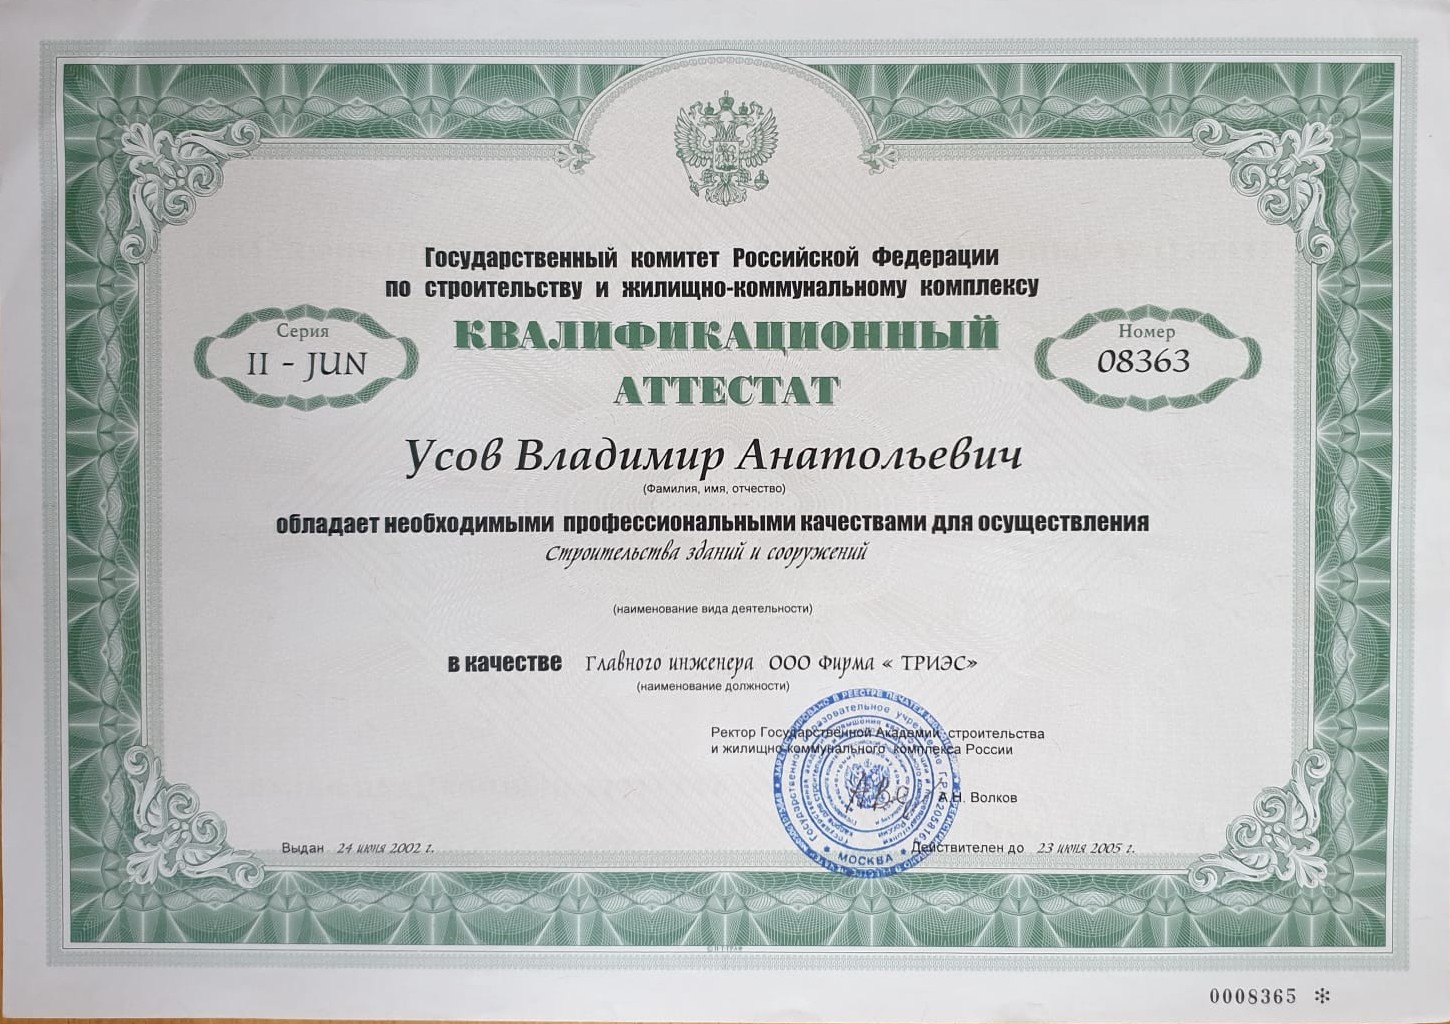 Государственный комитет Российской Федерации
по строительству и жилищно-коммунальному комплексу
Серия
II - JUN
КВАЛИФИКАЦИОННЫЙ
АТТЕСТАТ
Номер
08363
Усов Владимир Анатольевич
(Фамилия, имя, отчество)
обладает необходимыми профессиональными качествами для осуществления
Строительства зданий и сооружений
(наименование вида деятельности)
в качестве Главного инженера ООО Фирма « ТРИЭС»
(наименование должности)
Ректор Государственной Академии строительства
и жилищно-коммунального комплекса России
А.Н. Волков
МОСКВА
Выдан 24 июня 2002 г.
Действителен до 23 июня 2005 г.
0008365 *